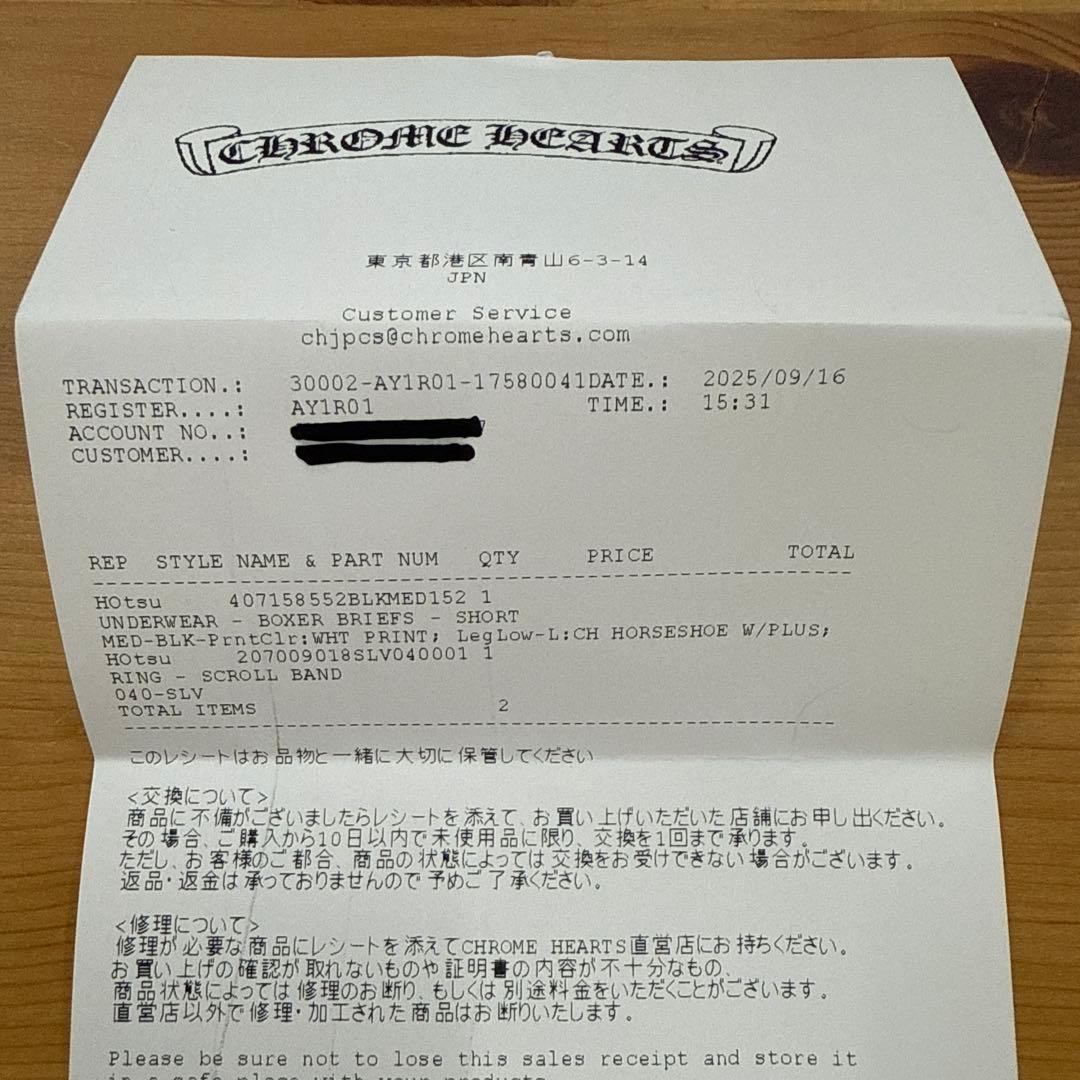 CHROME HEARTS
東京都港区南青山6-3-14
JPN
Customer Service
chjpcs@chromehearts.com
TRANSACTION.: 30002-AY1R01-17580041DATE.: 2025/09/16
REGISTER....: AY1R01 TIME.: 15:31
ACCOUNT NO..:
CUSTOMER....:
REP STYLE NAME & PART NUM QTY PRICE TOTAL
HOtsu 407158552BLKMED152 1
UNDERWEAR - BOXER BRIEFS - SHORT
MED-BLK-PrntClr:WHT PRINT; LegLow-L:CH HORSESHOE W/PLUS;
HOtsu 207009018SLV040001 1
RING - SCROLL BAND
040-SLV
TOTAL ITEMS 2
このレシートはお品物と一緒に大切に保管してください
<交換について>
商品に不備がございましたらレシートを添えて、お買い上げいただいた店舗にお申し出ください。
その場合、ご購入から10日以内で未使用品に限り、交換を1回まで承ります。
ただし、お客様のご都合、商品の状態によっては交換をお受けできない場合がございます。
返品・返金は承っておりませんので予めご了承ください。
<修理について>
修理が必要な商品にレシートを添えてCHROME HEARTS直営店にお持ちください。
お買い上げの確認が取れないものや証明書の内容が不十分なもの、
商品状態によっては修理のお断り、もしくは別途料金をいただくことがございます。
直営店以外で修理・加工された商品はお断りいたします。
Please be sure not to lose this sales receipt and store it
in a safe place with your products